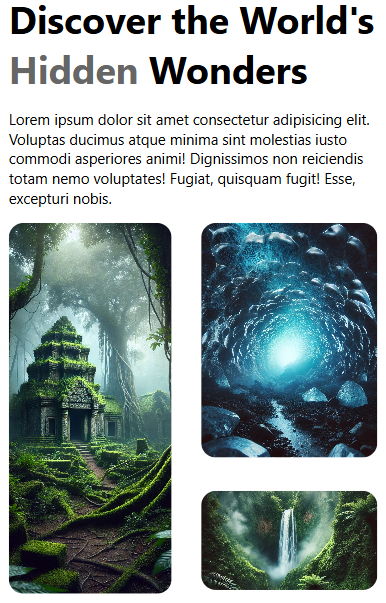 Discover the World's
Hidden Wonders
Lorem ipsum dolor sit amet consectetur adipisicing elit.
Voluptas ducimus atque minima sint molestias iusto
commodi asperiores animi! Dignissimos non reiciendis
totam nemo voluptates! Fugiat, quisquam fugit! Esse,
excepturi nobis.